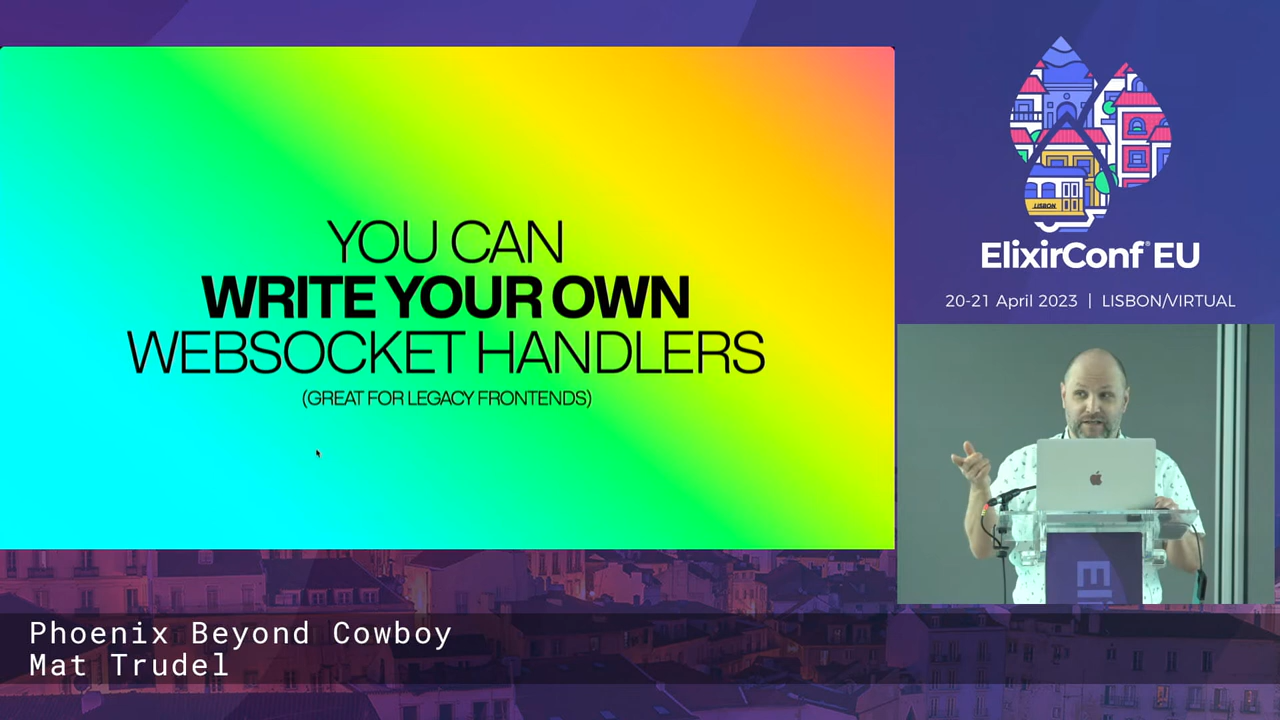 YOU CAN
WRITE YOUR OWN
WEBSOCKET HANDLERS
(GREAT FOR LEGACY FRONTENDS)
LISBON
ElixirConf® EU
20-21 April 2023 | LISBON/VIRTUAL
Phoenix Beyond Cowboy
Mat Trudel